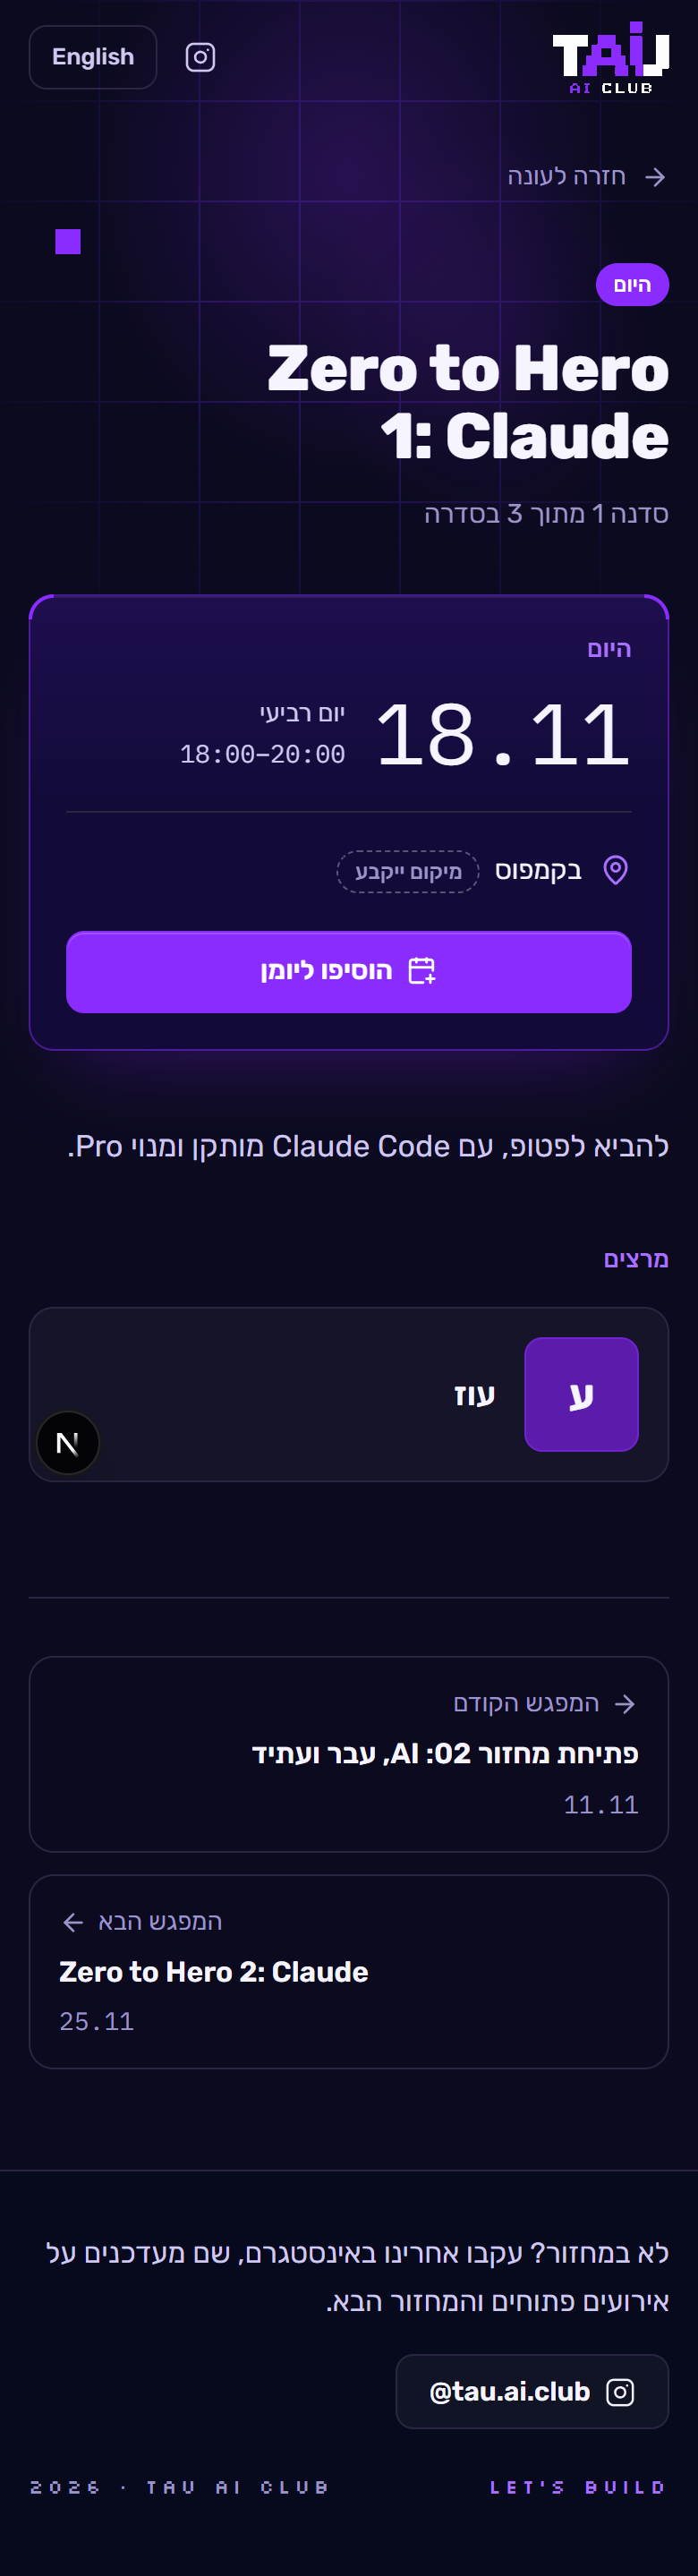 TAiU
AI CLUB
English
חזרה לעונה
היום
Zero to Hero
1: Claude
סדנה 1 מתוך 3 בסדרה
היום
18.11
יום רביעי
18:00–20:00
בקמפוס
מיקום ייקבע
הוסיפו ליומן
להביא לפטופ, עם Claude Code מותקן ומנוי Pro.
מרצים
ע
עוז
N
המפגש הקודם
פתיחת מחזור 02: AI, עבר ועתיד
11.11
המפגש הבא
Zero to Hero 2: Claude
25.11
לא במחזור? עקבו אחרינו באינסטגרם, שם מעדכנים על
אירועים פתוחים והמחזור הבא.
@tau.ai.club
LET'S BUILD
2026 · TAU AI CLUB